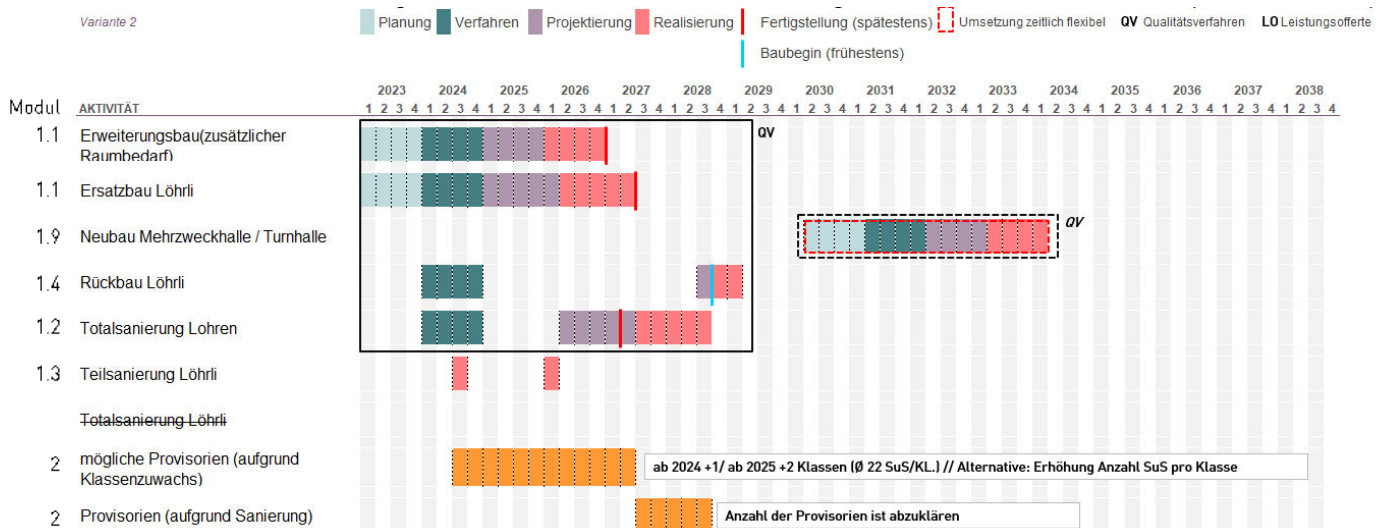 Variante 2
Planung Verfahren Projektierung Realisierung Fertigstellung (spätestens) Umsetzung zeitlich flexibel QV Qualitätsverfahren LO Leistungsofferte
Baubegin (frühestens)
2023 2024 2025 2026 2027 2028 2029 2030 2031 2032 2033 2034 2035 2036 2037 2038
Modul AKTIVITÄT 1 2 3 4 1 2 3 4 1 2 3 4 1 2 3 4 1 2 3 4 1 2 3 4 1 2 3 4 1 2 3 4 1 2 3 4 1 2 3 4 1 2 3 4 1 2 3 4 1 2 3 4 1 2 3 4 1 2 3 4 1 2 3 4
1.1 Erweiterungsbau(zusätzlicher QV
Raumbedarf)
1.1 Ersatzbau Löhrli
1.9 Neubau Mehrzweckhalle / Turnhalle QV
1.4 Rückbau Löhrli
1.2 Totalsanierung Lohren
1.3 Teilsanierung Löhrli
Totalsanierung Löhrli
2 mögliche Provisorien (aufgrund ab 2024 +1/ ab 2025 +2 Klassen (Ø 22 SuS/KL.) // Alternative: Erhöhung Anzahl SuS pro Klasse
Klassenzuwachs)
2 Provisorien (aufgrund Sanierung) Anzahl der Provisorien ist abzuklären